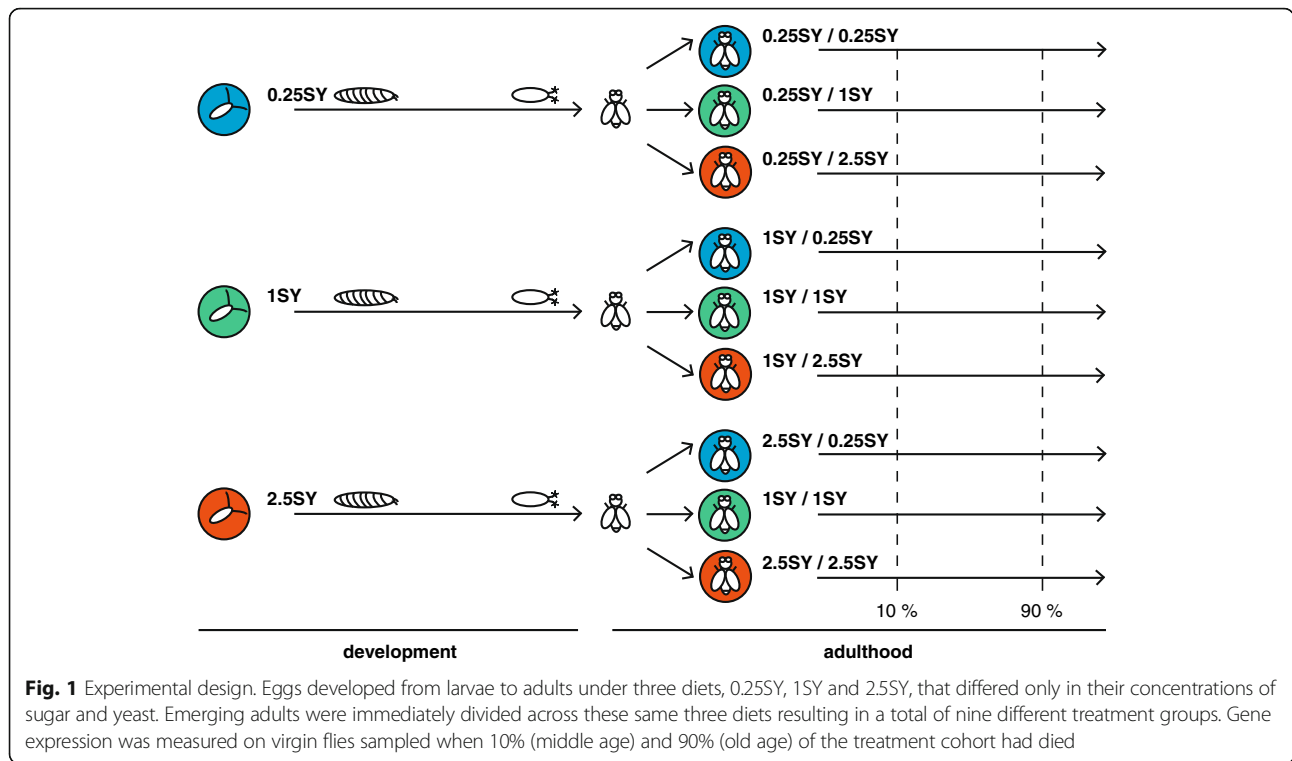 0.25SY / 0.25SY
0.25SY
0.25SY / 1SY
0.25SY / 2.5SY
1SY / 0.25SY
1SY
1SY / 1SY
1SY / 2.5SY
2.5SY / 0.25SY
2.5SY
1SY / 1SY
2.5SY / 2.5SY
10 %
90 %
development
adulthood
Fig. 1 Experimental design. Eggs developed from larvae to adults under three diets, 0.25SY, 1SY and 2.5SY, that differed only in their concentrations of
sugar and yeast. Emerging adults were immediately divided across these same three diets resulting in a total of nine different treatment groups. Gene
expression was measured on virgin flies sampled when 10% (middle age) and 90% (old age) of the treatment cohort had died